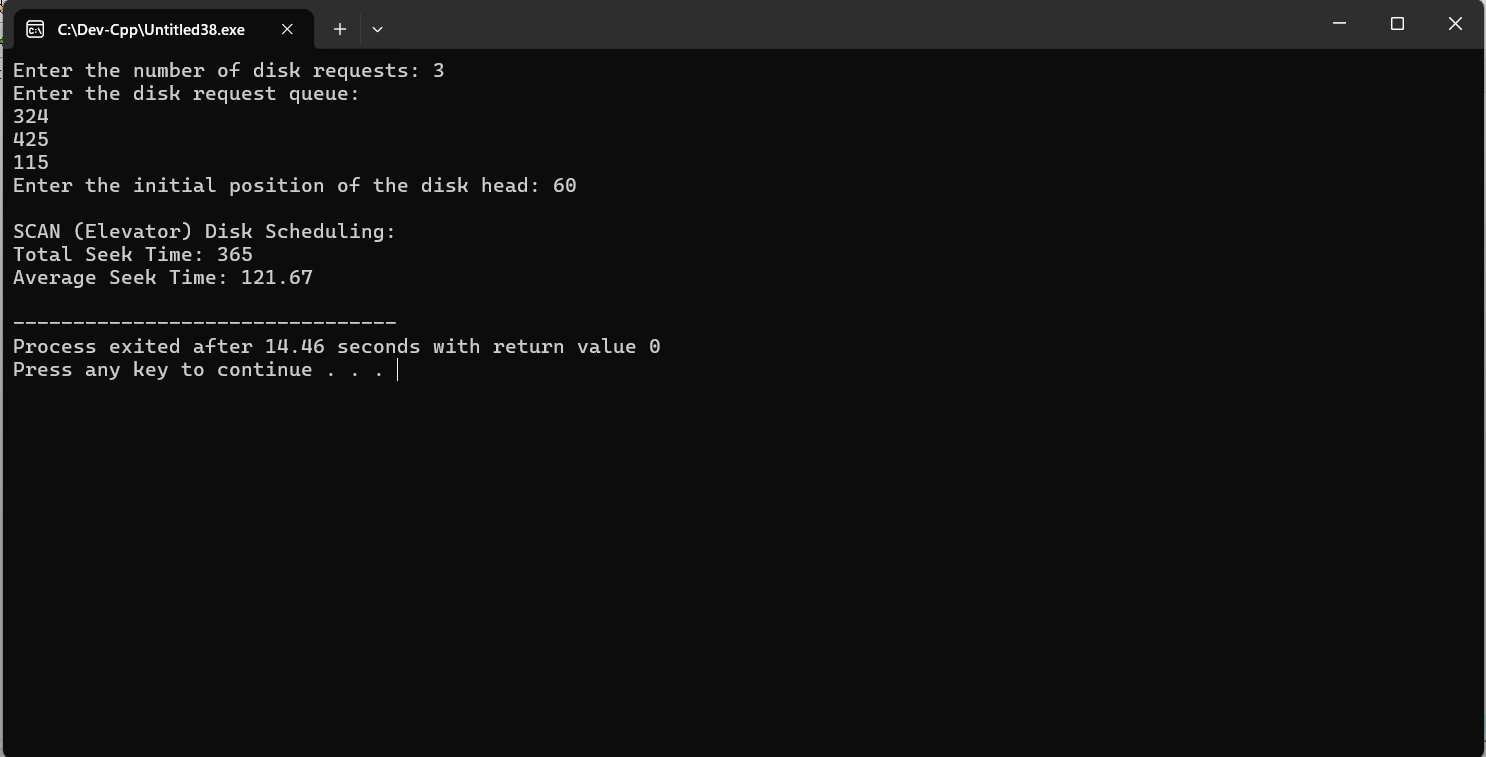 C:\Dev-Cpp\Untitled38.exe
Enter the number of disk requests: 3
Enter the disk request queue:
324
425
115
Enter the initial position of the disk head: 60
SCAN (Elevator) Disk Scheduling:
Total Seek Time: 365
Average Seek Time: 121.67
--------------------------------
Process exited after 14.46 seconds with return value 0
Press any key to continue . . .